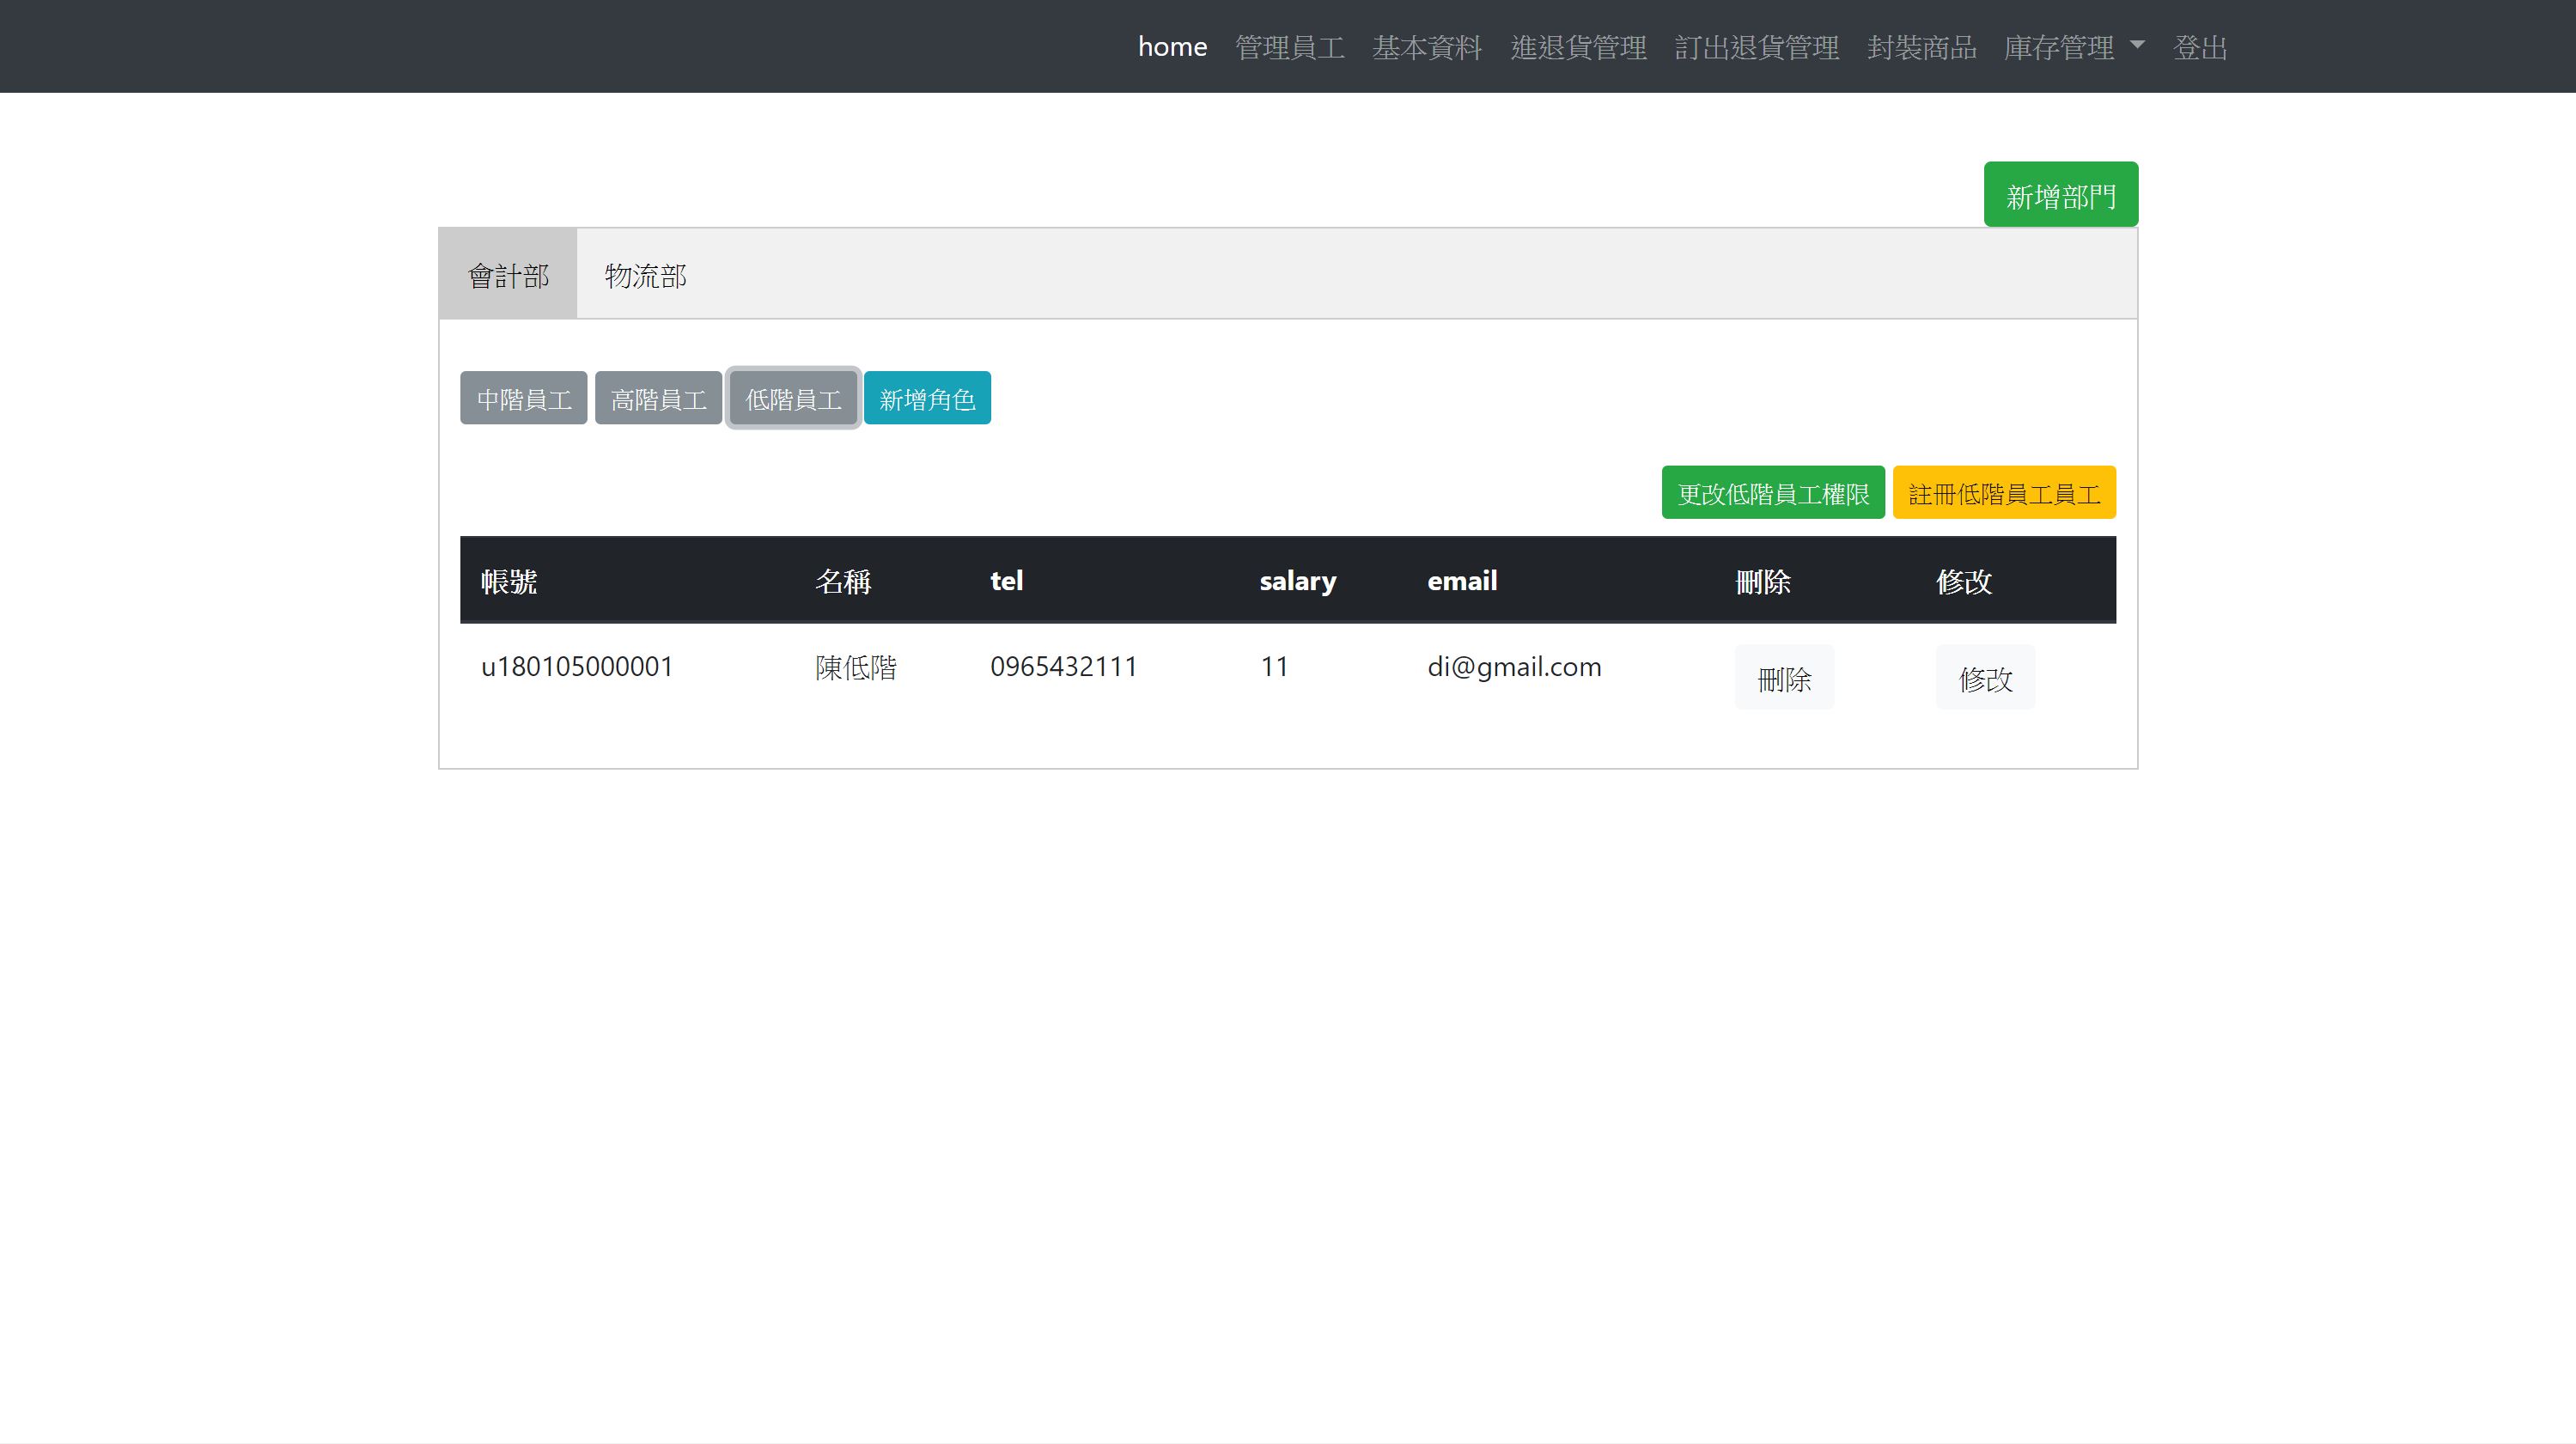 home 管理員工 基本資料 進退貨管理 訂出退貨管理 封裝商品 庫存管理 登出
新增部門
會計部 物流部
中階員工 高階員工 低階員工 新增角色
更改低階員工權限 註冊低階員工員工
帳號 名稱 tel salary email 刪除 修改
u180105000001 陳低階 0965432111 11 di@gmail.com 刪除 修改